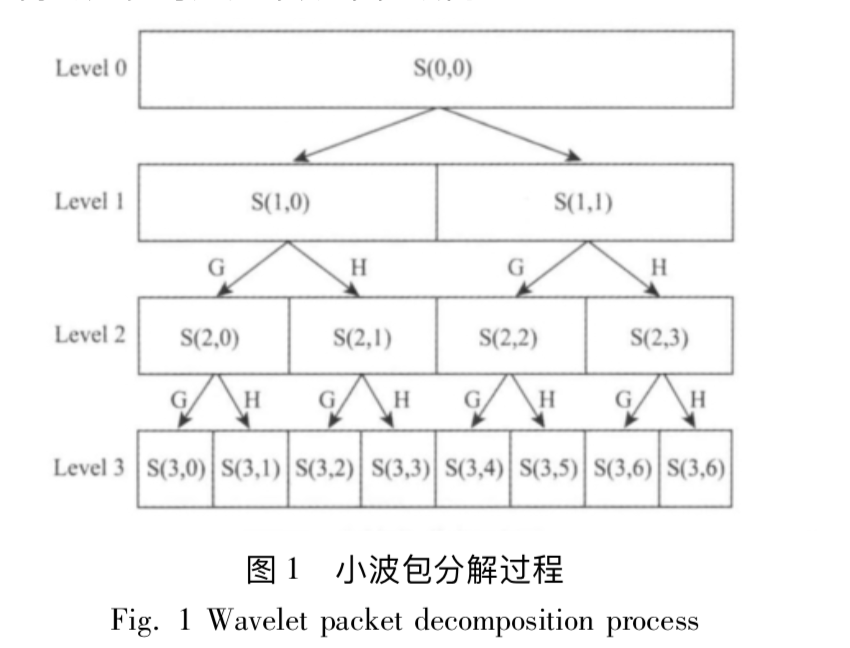 Level 0 S(0,0)
Level 1 S(1,0) S(1,1)
G H G H
Level 2 S(2,0) S(2,1) S(2,2) S(2,3)
G H G H G H G H
Level 3 S(3,0) S(3,1) S(3,2) S(3,3) S(3,4) S(3,5) S(3,6) S(3,6)
图 1 小波包分解过程
Fig. 1 Wavelet packet decomposition process